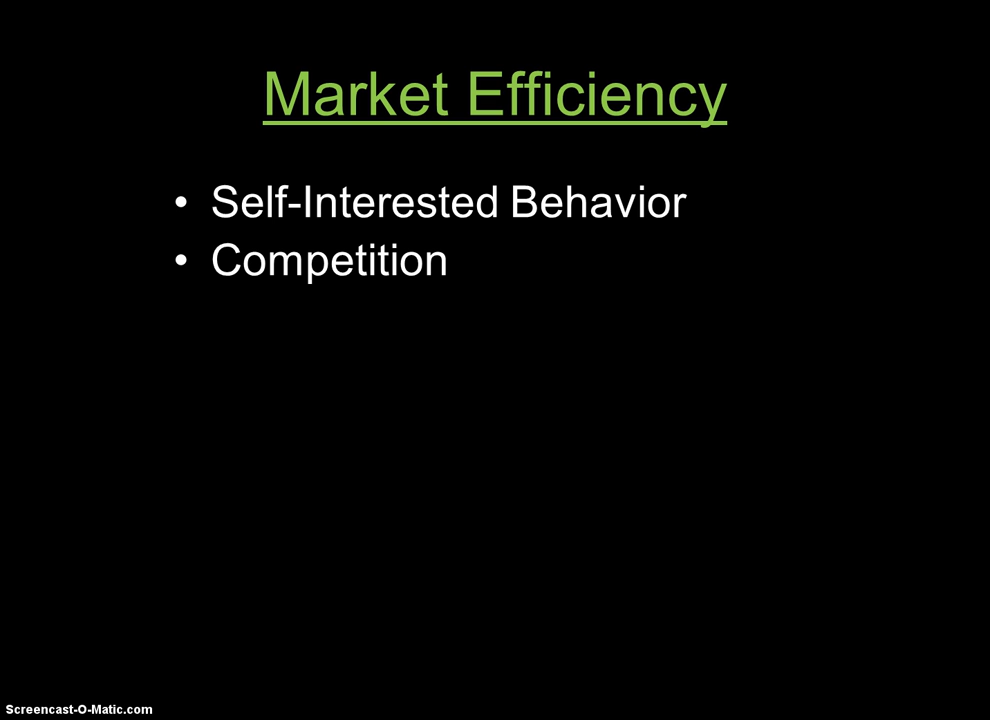 Market Efficiency
• Self-Interested Behavior
• Competition
Screencast-O-Matic.com